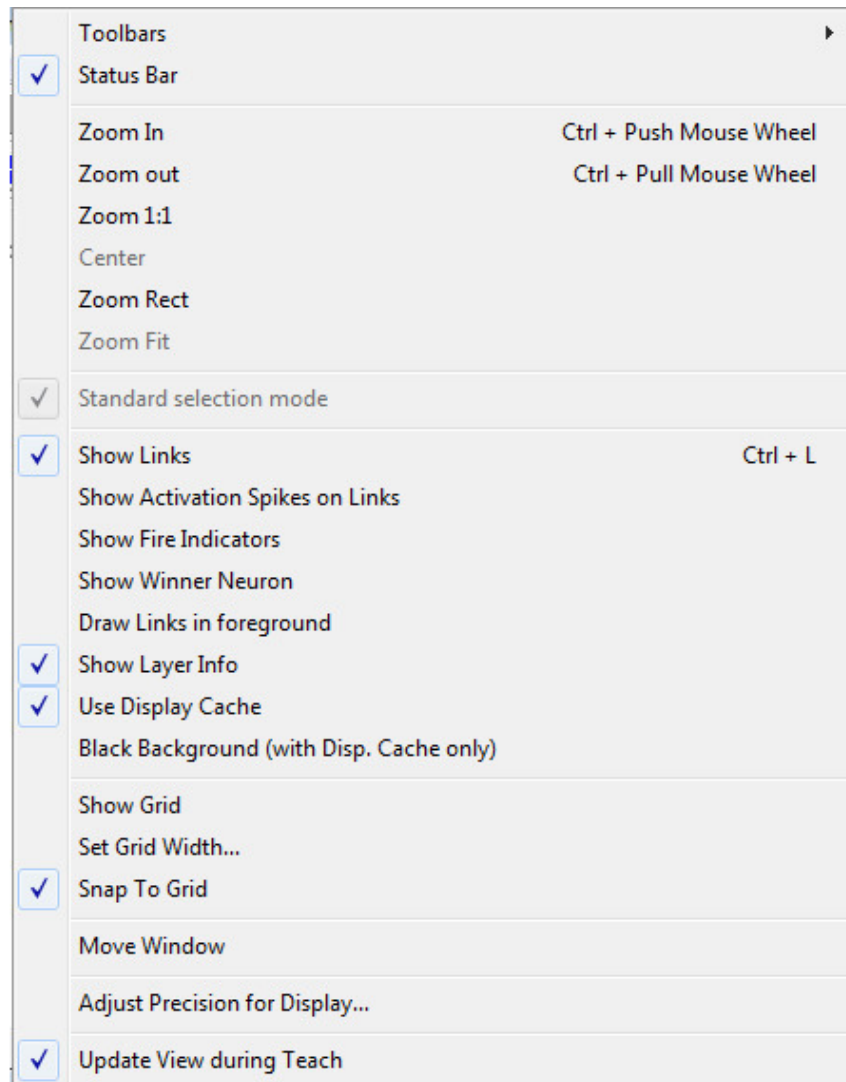 Toolbars
Status Bar
Zoom In Ctrl + Push Mouse Wheel
Zoom out Ctrl + Pull Mouse Wheel
Zoom 1:1
Center
Zoom Rect
Zoom Fit
Standard selection mode
Show Links Ctrl + L
Show Activation Spikes on Links
Show Fire Indicators
Show Winner Neuron
Draw Links in foreground
Show Layer Info
Use Display Cache
Black Background (with Disp. Cache only)
Show Grid
Set Grid Width...
Snap To Grid
Move Window
Adjust Precision for Display...
Update View during Teach